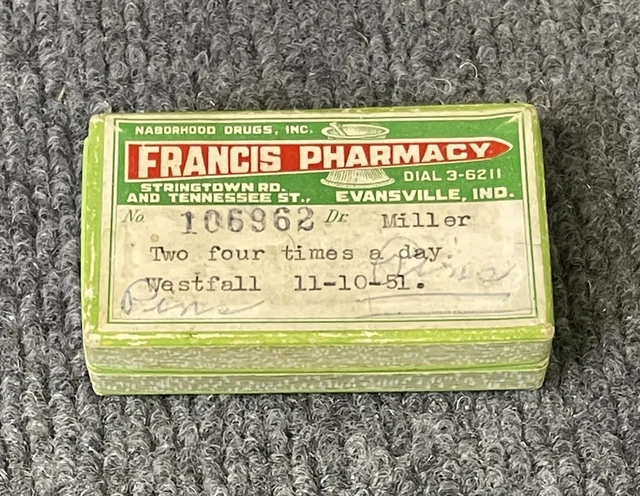 NABORHOOD DRUGS, INC.
FRANCIS PHARMACY
DIAL 3-6211
STRINGTOWN RD.
AND TENNESSEE ST., EVANSVILLE, IND.
No 106962 Dr Miller
Two four times a day.
Westfall 11-10-51.
Pens